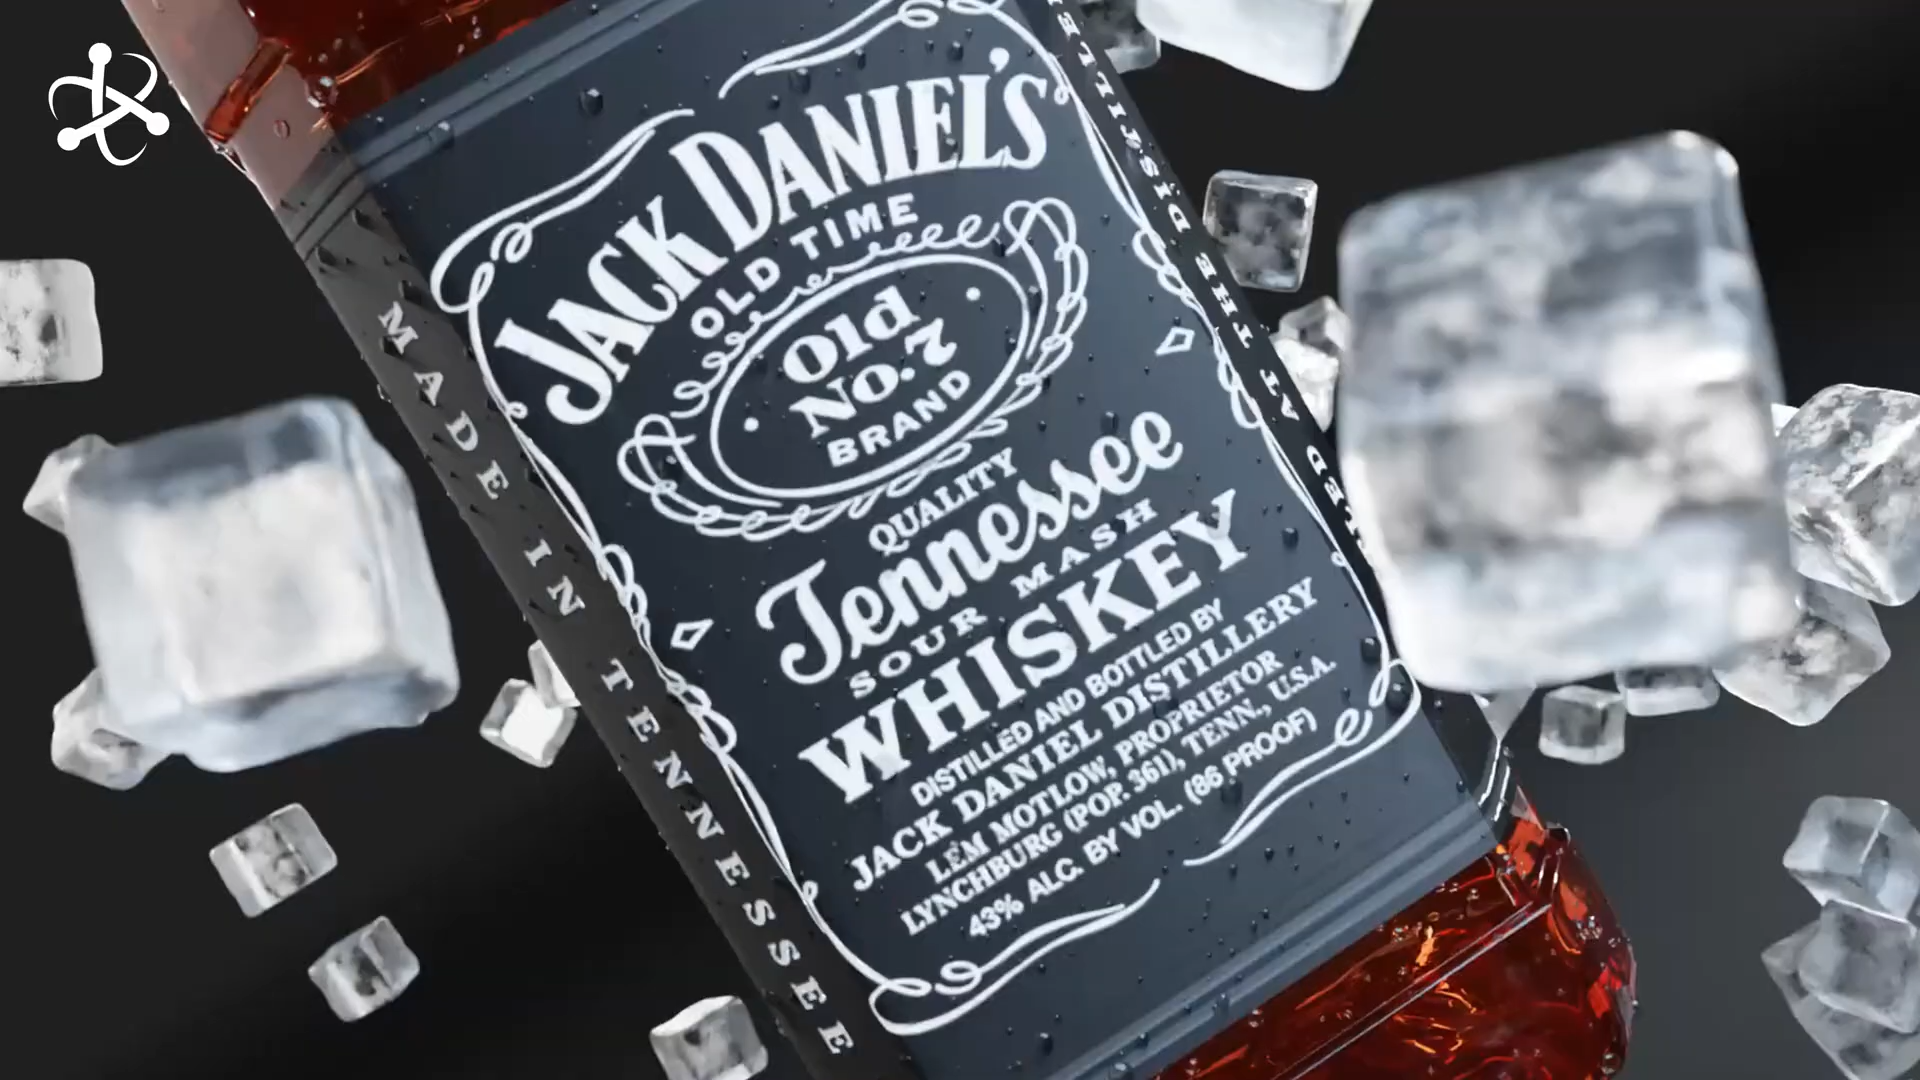 JACK DANIEL'S
OLD TIME
Old
No. 7
BRAND
QUALITY
Tennessee
SOUR MASH
WHISKEY
DISTILLED AND BOTTLED BY
JACK DANIEL DISTILLERY
LEM MOTLOW, PROPRIETOR
LYNCHBURG (POP. 361), TENN., U.S.A.
43% ALC. BY VOL. (86 PROOF)
MADE IN TENNESSEE
DISTILLE
D AT THE DISTILLE